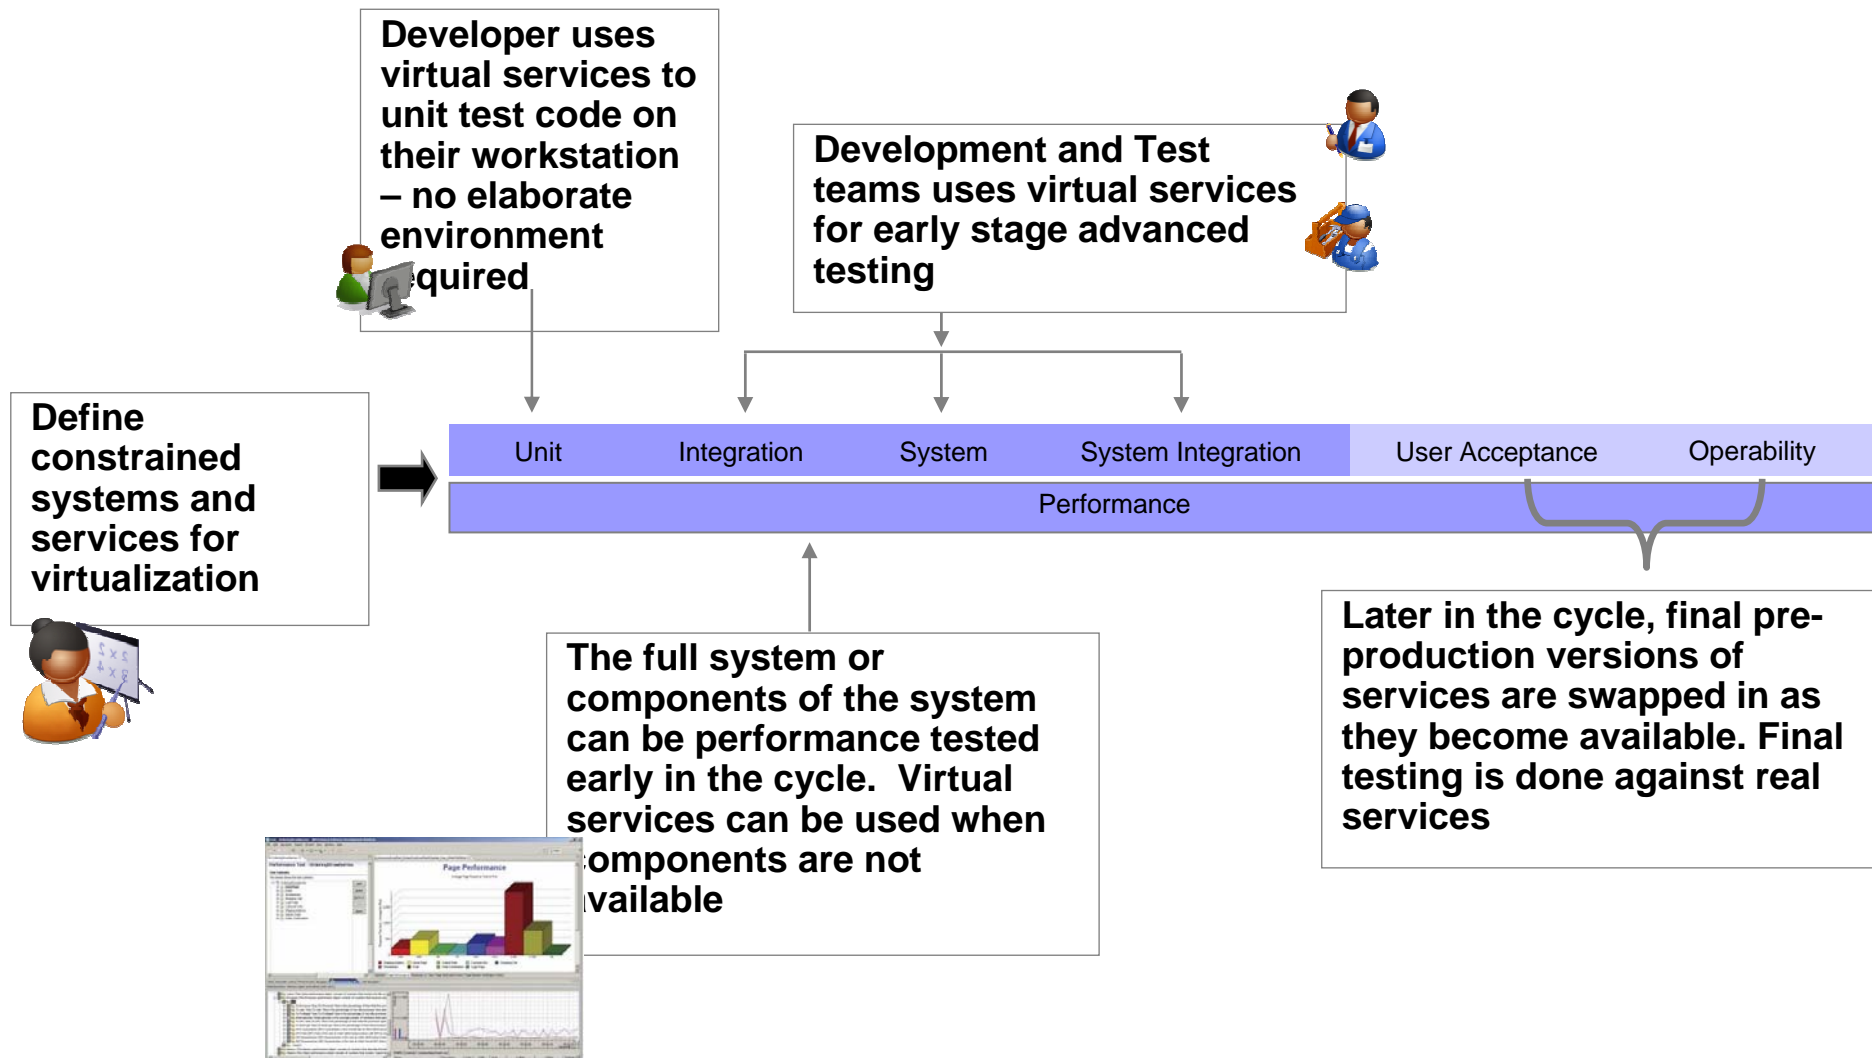 Developer uses
virtual services to
unit test code on
their workstation
– no elaborate
environment
required
Development and Test
teams uses virtual services
for early stage advanced
testing
Define
constrained
systems and
services for
virtualization
Unit
Integration
System
System Integration
User Acceptance
Operability
Performance
The full system or
components of the system
can be performance tested
early in the cycle.  Virtual
services can be used when
components are not
available
Later in the cycle, final pre-
production versions of
services are swapped in as
they become available. Final
testing is done against real
services
Page Performance